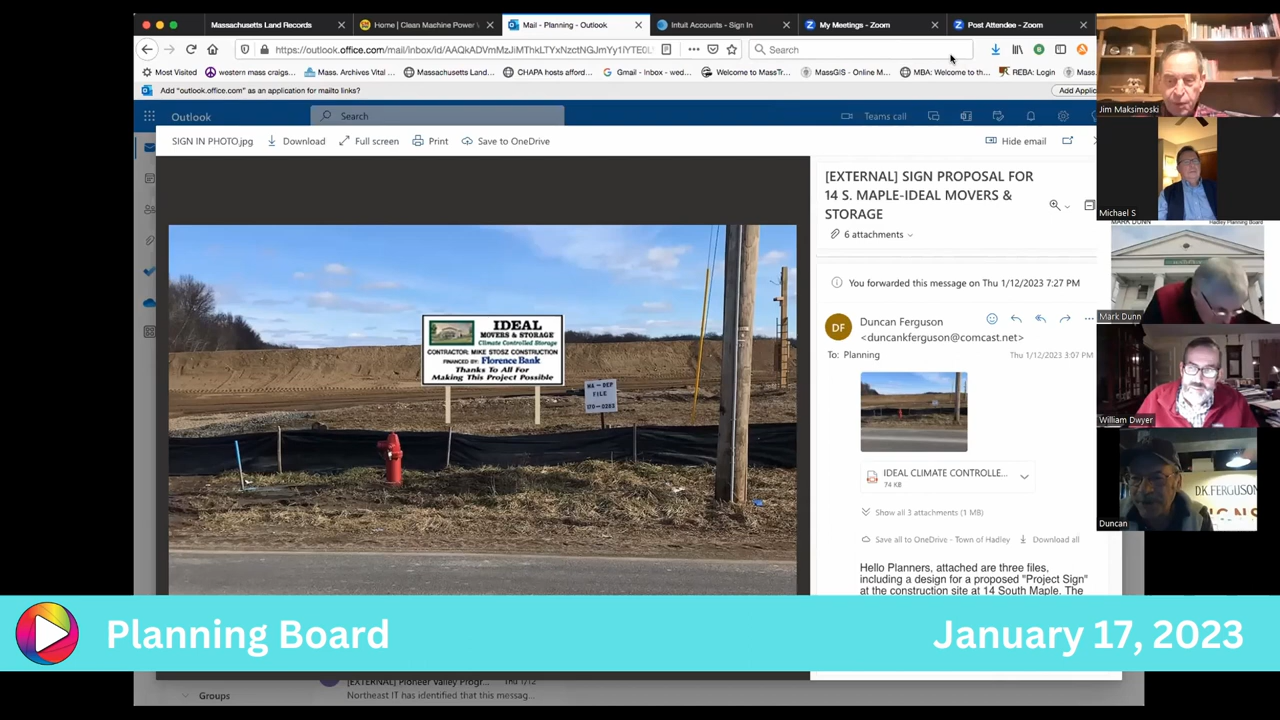 Massachusetts Land Records
Home | Clean Machine Power
Mail - Planning - Outlook
Intuit Accounts - Sign In
My Meetings - Zoom
Post Attendee - Zoom
Search
Most Visited
western mass craigs...
Mass. Archives Vital ...
Massachusetts Land...
CHAPA hosts afford...
Gmail - Inbox - wed...
Welcome to MassTr...
MassGIS - Online M...
MBA: Welcome to th...
REBA: Login
Add “outlook.office.com” as an application for mailto links?
Outlook
Search
Teams call
SIGN IN PHOTO.jpg
Download
Full screen
Print
Save to OneDrive
Hide email
[EXTERNAL] SIGN PROPOSAL FOR
14 S. MAPLE-IDEAL MOVERS &
STORAGE
6 attachments
You forwarded this message on Thu 1/12/2023 7:27 PM
DF
Duncan Ferguson
<duncankferguson@comcast.net>
To: Planning
Thu 1/12/2023 3:07 PM
IDEAL CLIMATE CONTROLLE...
74 KB
Show all 3 attachments (1 MB)
Save all to OneDrive - Town of Hadley
Download all
Hello Planners, attached are three files,
including a design for a proposed "Project Sign"
at the construction site at 14 South Maple. The
IDEAL
MOVERS & STORAGE
Climate Controlled Storage
CONTRACTOR: MIKE STOSZ CONSTRUCTION
FINANCED BY: Florence Bank
Thanks To All For
Making This Project Possible
MA-DEP
FILE
Jim Maksimoski
Michael S
MARK DUNN
Hadley Planning Board
Mark Dunn
William Dwyer
D.K.FERGUSON
Duncan
Planning Board
January 17, 2023
Groups
[EXTERNAL] Pioneer Valley Progr...
Thu 1/12
Northeast IT has identified that this messag...